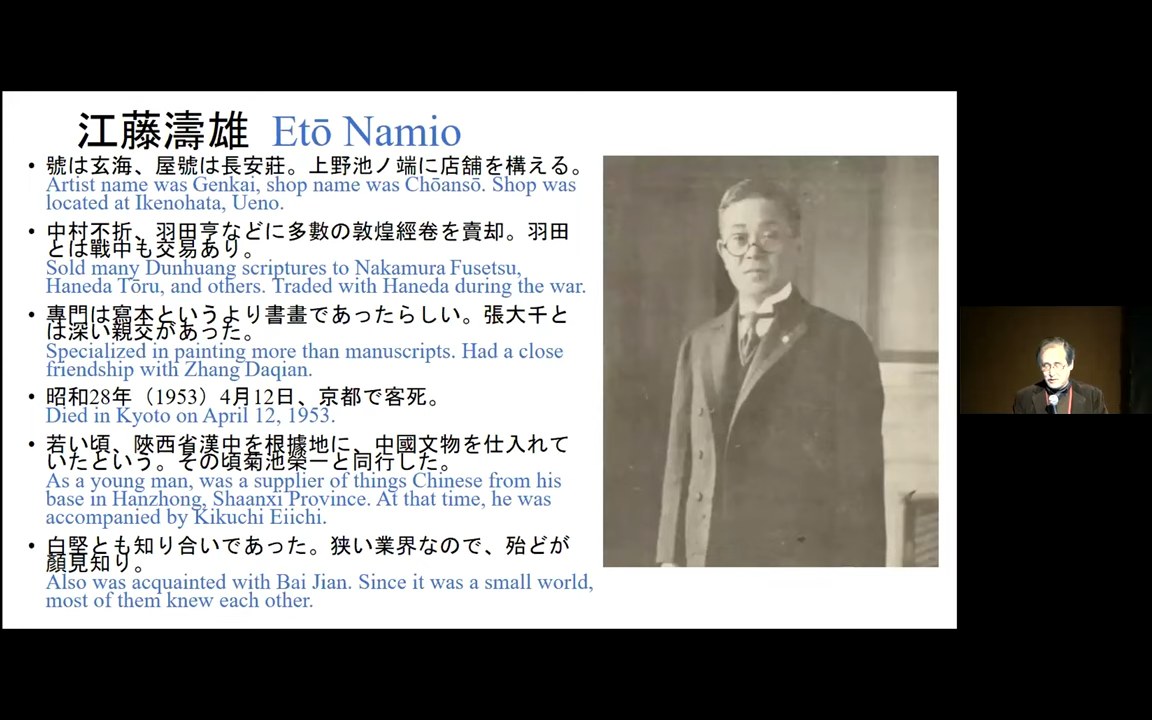 江藤濤雄 Etō Namio
• 號は玄海、屋號は長安莊。上野池ノ端に店舗を構える。
Artist name was Genkai, shop name was Chōansō. Shop was
located at Ikenohata, Ueno.
• 中村不折、羽田亨などに多數の敦煌經卷を賣却。羽田
とは戰中も交易あり。
Sold many Dunhuang scriptures to Nakamura Fusetsu,
Haneda Tōru, and others. Traded with Haneda during the war.
• 專門は寫本というより書畫であったらしい。張大千と
は深い親交があった。
Specialized in painting more than manuscripts. Had a close
friendship with Zhang Daqian.
• 昭和28年（1953）4月12日、京都で客死。
Died in Kyoto on April 12, 1953.
• 若い頃、陝西省漢中を根據地に、中國文物を仕入れて
いたという。その頃菊池榮一と同行した。
As a young man, was a supplier of things Chinese from his
base in Hanzhong, Shaanxi Province. At that time, he was
accompanied by Kikuchi Eiichi.
• 白堅とも知り合いであった。狭い業界なので、殆どが
顏見知り。
Also was acquainted with Bai Jian. Since it was a small world,
most of them knew each other.